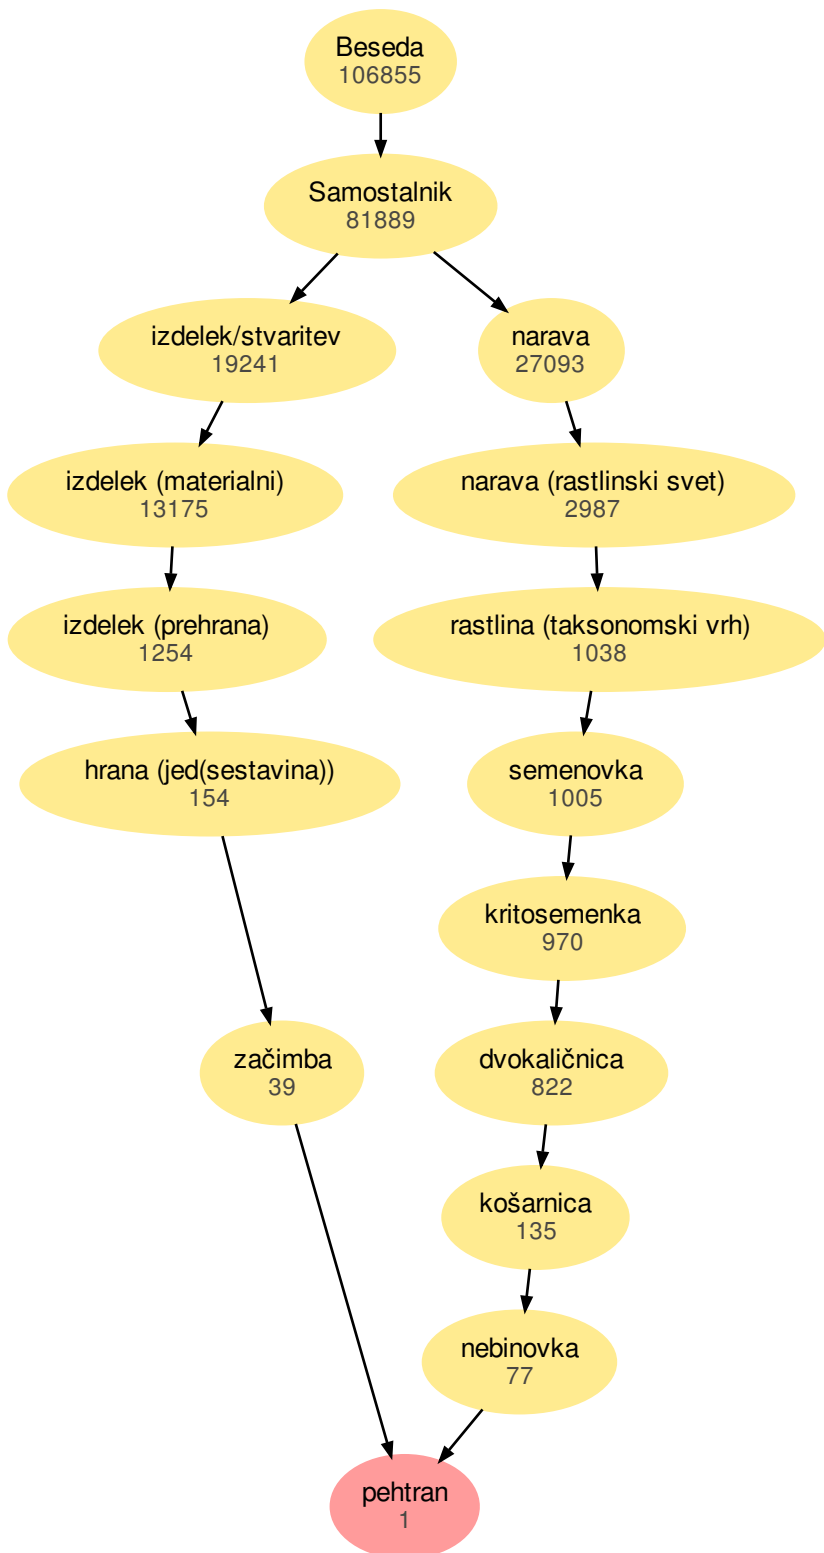 Beseda
106855
Samostalnik
81889
izdelek/stvaritev
19241
narava
27093
izdelek (materialni)
13175
narava (rastlinski svet)
2987
izdelek (prehrana)
1254
rastlina (taksonomski vrh)
1038
hrana (jed(sestavina))
154
semenovka
1005
kritosemenka
970
začimba
39
dvokaličnica
822
košarnica
135
nebinovka
77
pehtran
1